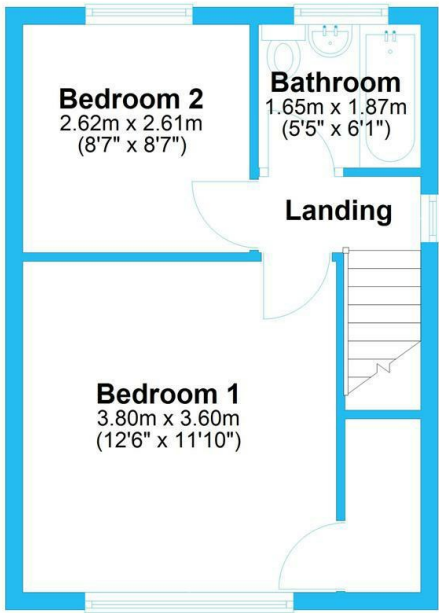 Bedroom 2
2.62m x 2.61m
(8'7" x 8'7")
Bathroom
1.65m x 1.87m
(5'5" x 6'1")
Landing
Bedroom 1
3.80m x 3.60m
(12'6" x 11'10")